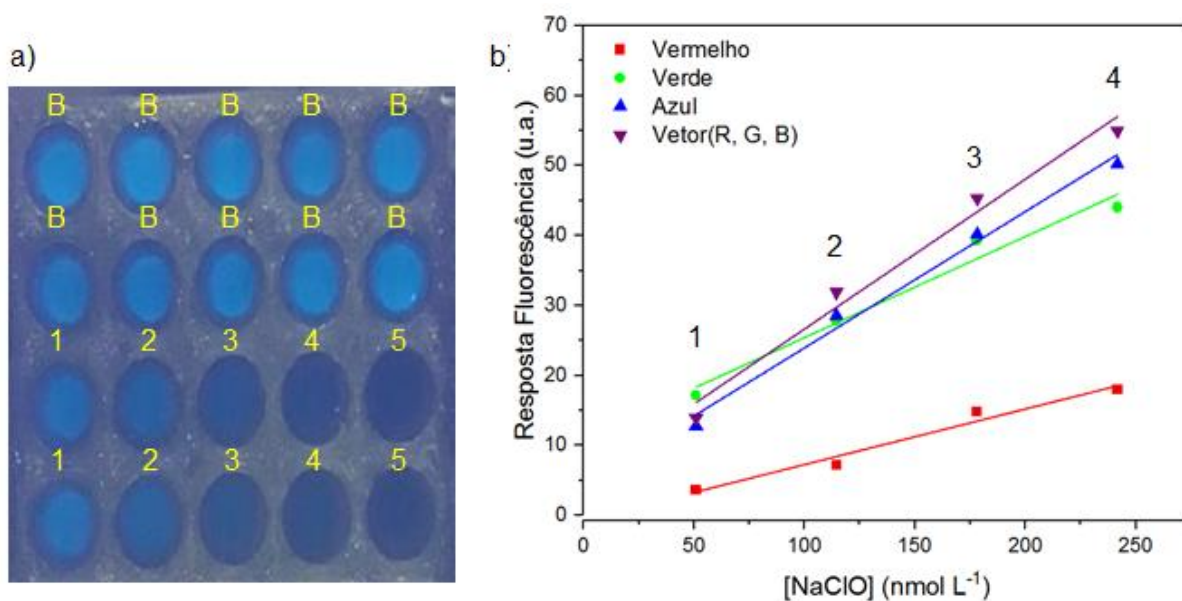 a)
B B B B B
B B B B B
1 2 3 4 5
1 2 3 4 5
b)
70
60
50
40
30
20
10
0
Resposta Fluorescência (u.a.)
Vermelho
Verde
Azul
Vetor(R, G, B)
1
2
3
4
0 50 100 150 200 250
[NaClO] (nmol L⁻¹)